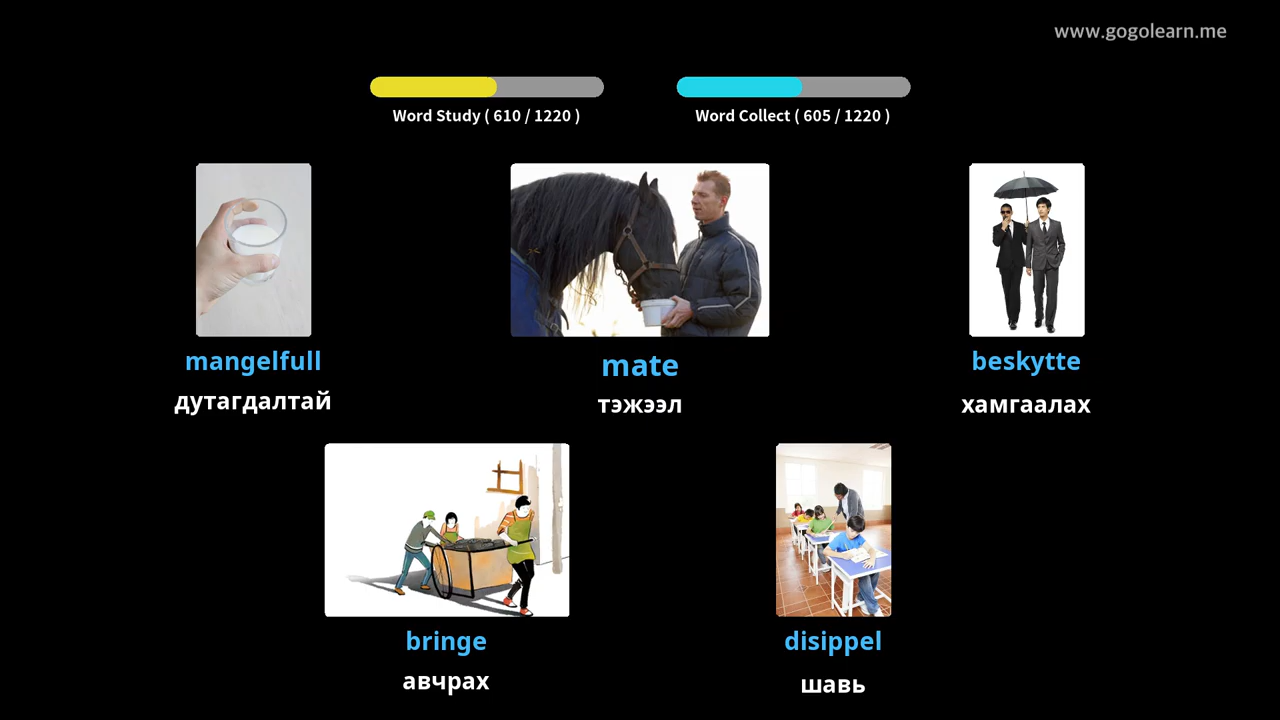 www.gogolearn.me
Word Study ( 610 / 1220 )
Word Collect ( 605 / 1220 )
mangelfull
дутагдалтай
mate
тэжээл
beskytte
хамгаалах
bringe
авчрах
disippel
шавь